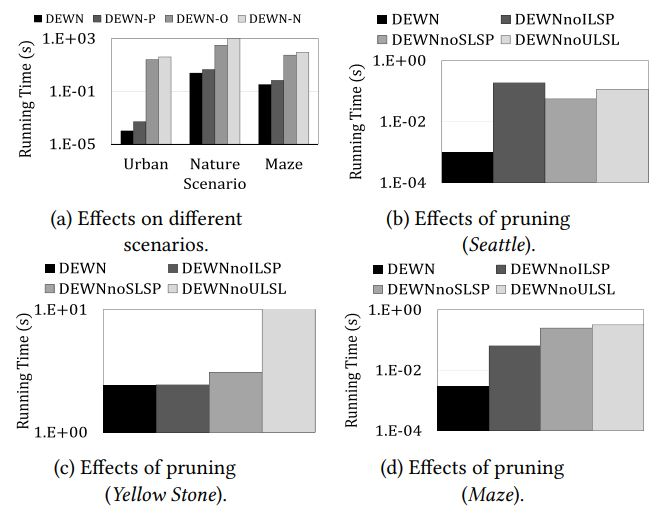 DEWN DEWN-P DEWN-O DEWN-N
Running Time (s)
1.E+03
1.E-01
1.E-05
Urban Nature Maze
Scenario
(a) Effects on different
scenarios.
DEWN DEWNnoILSP
DEWNnoSLSP DEWNnoULSL
Running Time (s)
1.E+00
1.E-02
1.E-04
(b) Effects of pruning
(Seattle).
DEWN DEWNnoILSP
DEWNnoSLSP DEWNnoULSL
Running Time (s)
1.E+01
1.E+00
(c) Effects of pruning
(Yellow Stone).
DEWN DEWNnoILSP
DEWNnoSLSP DEWNnoULSL
Running Time (s)
1.E+00
1.E-02
1.E-04
(d) Effects of pruning
(Maze).